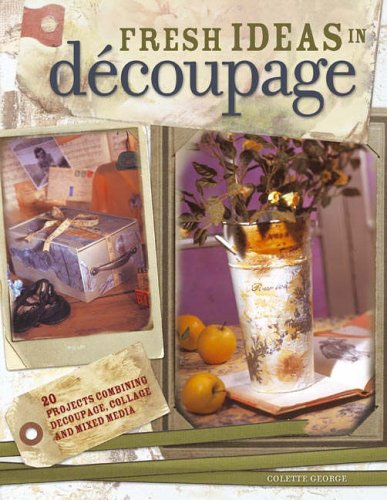 FRESH IDEAS IN
découpage
20
PROJECTS COMBINING
DECOUPAGE, COLLAGE
AND MIXED MEDIA
COLETTE GEORGE